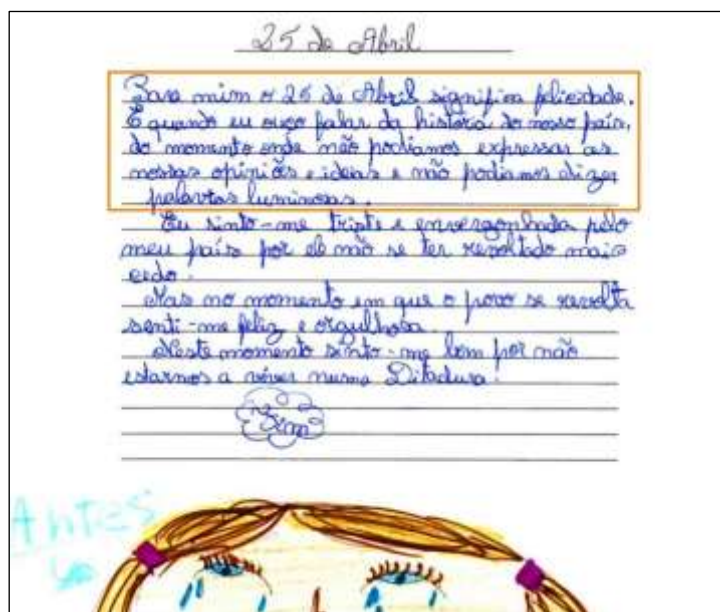 25 de Abril
Para mim o 25 de Abril significa felicidade.
E quando eu ouço falar da história do nosso país,
do momento onde não podíamos expressar as
nossas opiniões e ideias e não podíamos dizer
palavras luminosas.
Eu sinto-me triste e envergonhada pelo
meu país por ele não se ter revoltado mais
cedo.
Mas no momento em que o povo se revolta
senti-me feliz e orgulhosa.
Neste momento sinto-me bem por não
estarmos a viver numa Ditadura.
Fim
Antes